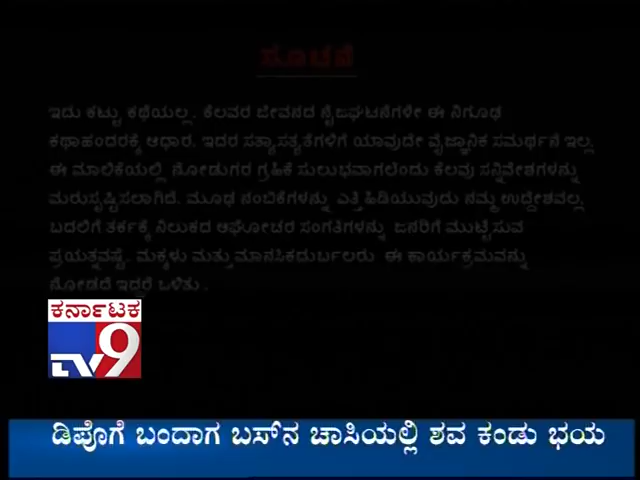 ಸೂಚನೆ
ಇದು ಕಟ್ಟು ಕಥೆಯಲ್ಲ. ಕೆಲವರ ಜೀವನದ ನೈಜಘಟನೆಗಳೇ ಈ ನಿಗೂಢ
ಕಥಾಹಂದರಕ್ಕೆ ಆಧಾರ. ಇದರ ಸತ್ಯಾಸತ್ಯತೆಗಳಿಗೆ ಯಾವುದೇ ವೈಜ್ಞಾನಿಕ ಸಮರ್ಥನೆ ಇಲ್ಲ.
ಈ ಮಾಲಿಕೆಯಲ್ಲಿ ನೋಡುಗರ ಗ್ರಹಿಕೆ ಸುಲುಭವಾಗಲೆಂದು ಕೆಲವು ಸನ್ನಿವೇಶಗಳನ್ನು
ಮರುಸೃಷ್ಟಿಸಲಾಗಿದೆ. ಮೂಢ ನಂಬಿಕೆಗಳನ್ನು ಎತ್ತಿಹಿಡಿಯುವುದು ನಮ್ಮ ಉದ್ದೇಶವಲ್ಲ.
ಬದಲಿಗೆ ತರ್ಕಕ್ಕೆ ನಿಲುಕದ ಅಘೋಚರ ಸಂಗತಿಗಳನ್ನು ಜನರಿಗೆ ಮುಟ್ಟಿಸುವ
ಪ್ರಯತ್ನವಷ್ಟೆ. ಮಕ್ಕಳು ಮತ್ತು ಮಾನಸಿಕದುರ್ಬಲರು ಈ ಕಾರ್ಯಕ್ರಮವನ್ನು
ನೋಡದೆ ಇದ್ದರೆ ಒಳಿತು.
ಕರ್ನಾಟಕ
TV9
ಡಿಪೊಗೆ ಬಂದಾಗ ಬಸ್‌ನ ಚಾಸಿಯಲ್ಲಿ ಶವ ಕಂಡು ಭಯ